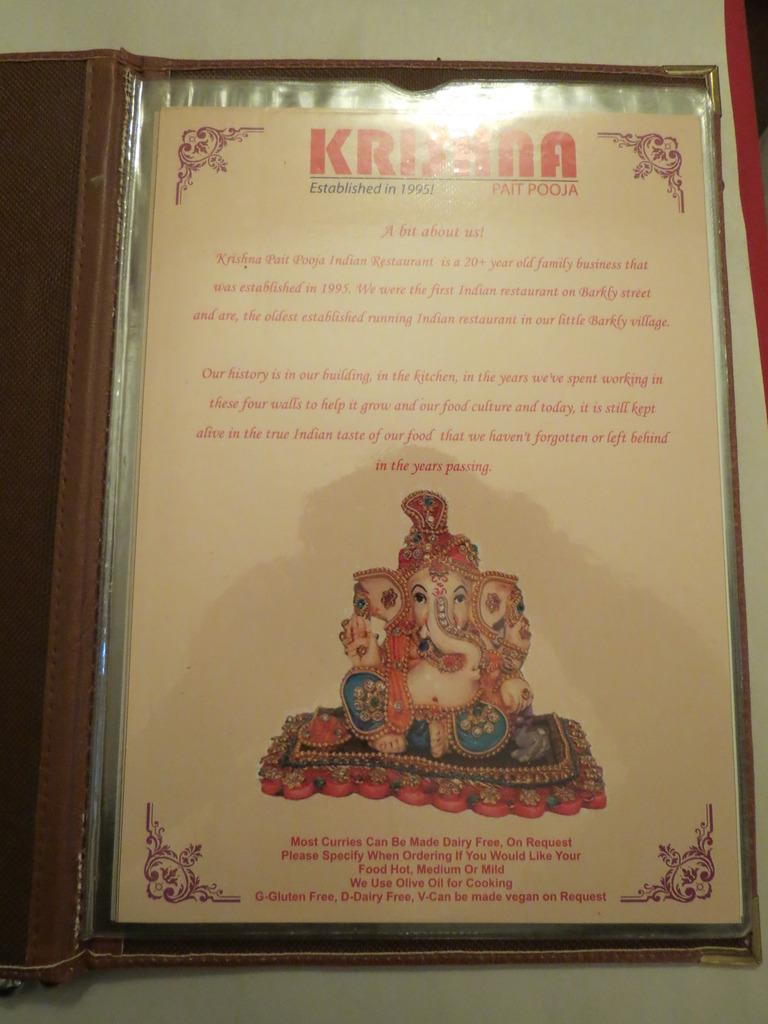 KRISHNA
Established in 1995!
PAIT POOJA
A bit about us!
Krishna Pait Pooja Indian Restaurant is a 20+ year old family business that
was established in 1995. We were the first Indian restaurant on Barkly street
and are, the oldest established running Indian restaurant in our little Barkly village.
Our history is in our building, in the kitchen, in the years we've spent working in
these four walls to help it grow and our food culture and today, it is still kept
alive in the true Indian taste of our food that we haven't forgotten or left behind
in the years passing.
Most Curries Can Be Made Dairy Free, On Request
Please Specify When Ordering If You Would Like Your
Food Hot, Medium Or Mild
We Use Olive Oil for Cooking
G-Gluten Free, D-Dairy Free, V-Can be made vegan on Request